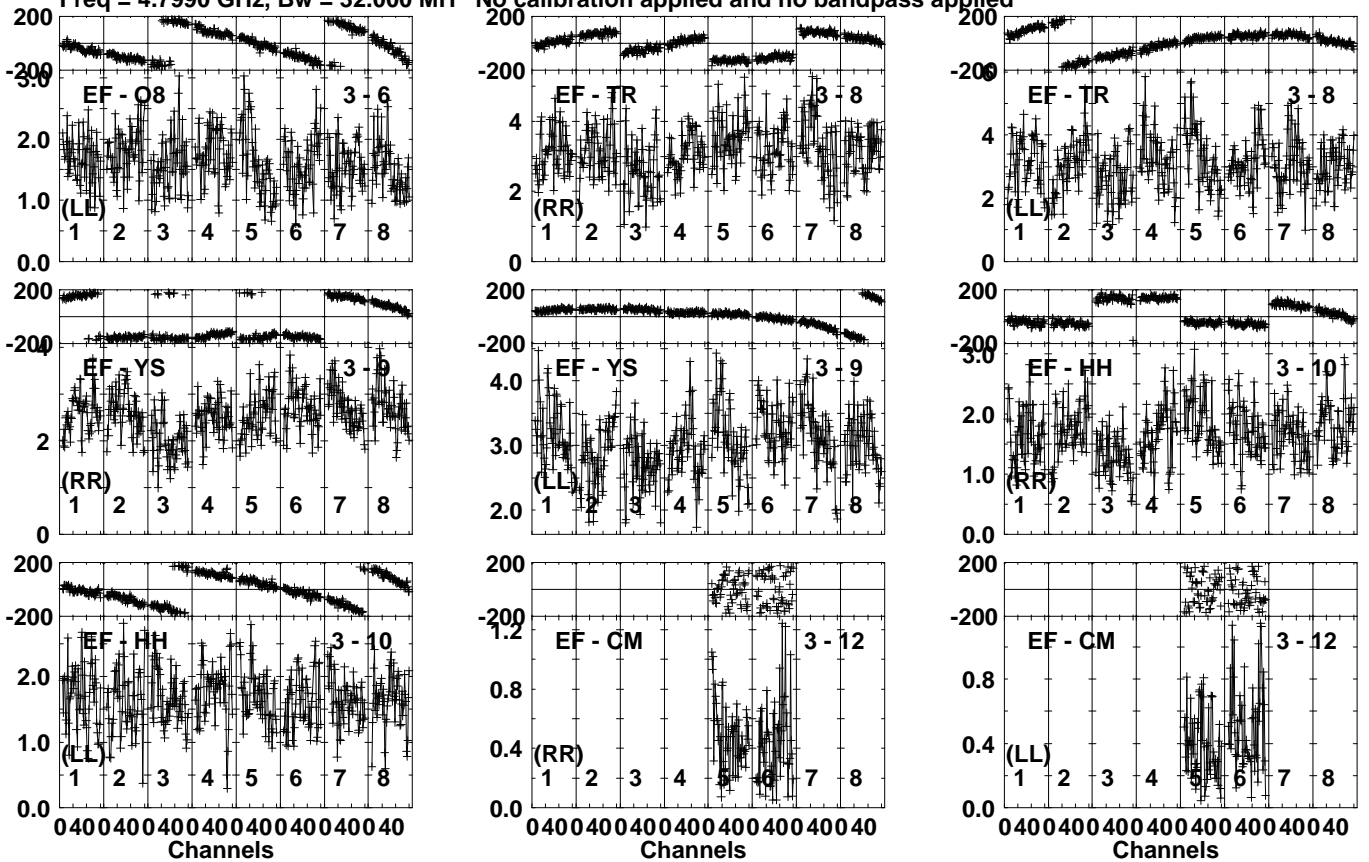 Freq = 4.7990 GHz, Bw = 32.000 MH No calibration applied and no bandpass applied
200 200 200
-200 -200 -200
3.0 6
EF - O8 3 - 6 EF - TR 3 - 8 EF - TR 3 - 8
2.0 4 4
1.0 2 2
(LL) (RR) (LL)
1 2 3 4 5 6 7 8 1 2 3 4 5 6 7 8 1 2 3 4 5 6 7 8
0.0 0 0
200 200 200
-200 -200 -200
4 3.0
EF - YS 3 - 9 EF - YS 3 - 9 EF - HH 3 - 10
4.0 2.0
2 3.0 1.0
(RR) (LL) (RR)
1 2 3 4 5 6 7 8 1 2 3 4 5 6 7 8 1 2 3 4 5 6 7 8
0 2.0 0.0
200 200 200
-200 -200 -200
1.2
EF - HH 3 - 10 EF - CM 3 - 12 EF - CM 3 - 12
2.0 0.8 0.8
1.0 0.4 0.4
(LL) (RR) (LL)
1 2 3 4 5 6 7 8 1 2 3 4 5 6 7 8 1 2 3 4 5 6 7 8
0.0 0.0 0.0
0 40 0 40 0 40 0 40 0 40 0 40 0 40 0 40 0 40 0 40 0 40 0 40 0 40 0 40 0 40 0 40 0 40 0 40 0 40 0 40 0 40 0 40 0 40 0 40
Channels Channels Channels